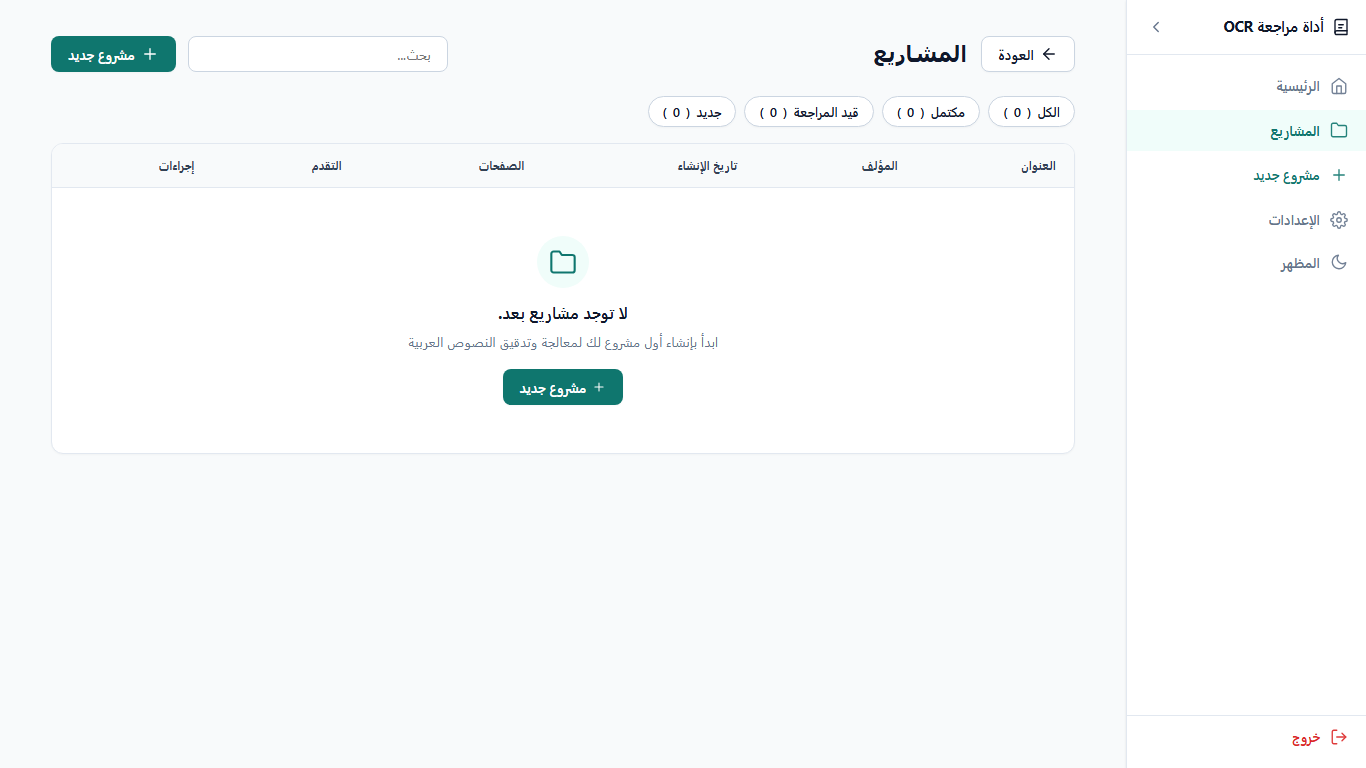 أداة مراجعة OCR
الرئيسية
المشاريع
مشروع جديد
الإعدادات
المظهر
خروج
العودة
المشاريع
بحث...
مشروع جديد
الكل ( 0 )
مكتمل ( 0 )
قيد المراجعة ( 0 )
جديد ( 0 )
العنوان المؤلف تاريخ الإنشاء الصفحات التقدم إجراءات
لا توجد مشاريع بعد.
ابدأ بإنشاء أول مشروع لك لمعالجة وتدقيق النصوص العربية
مشروع جديد